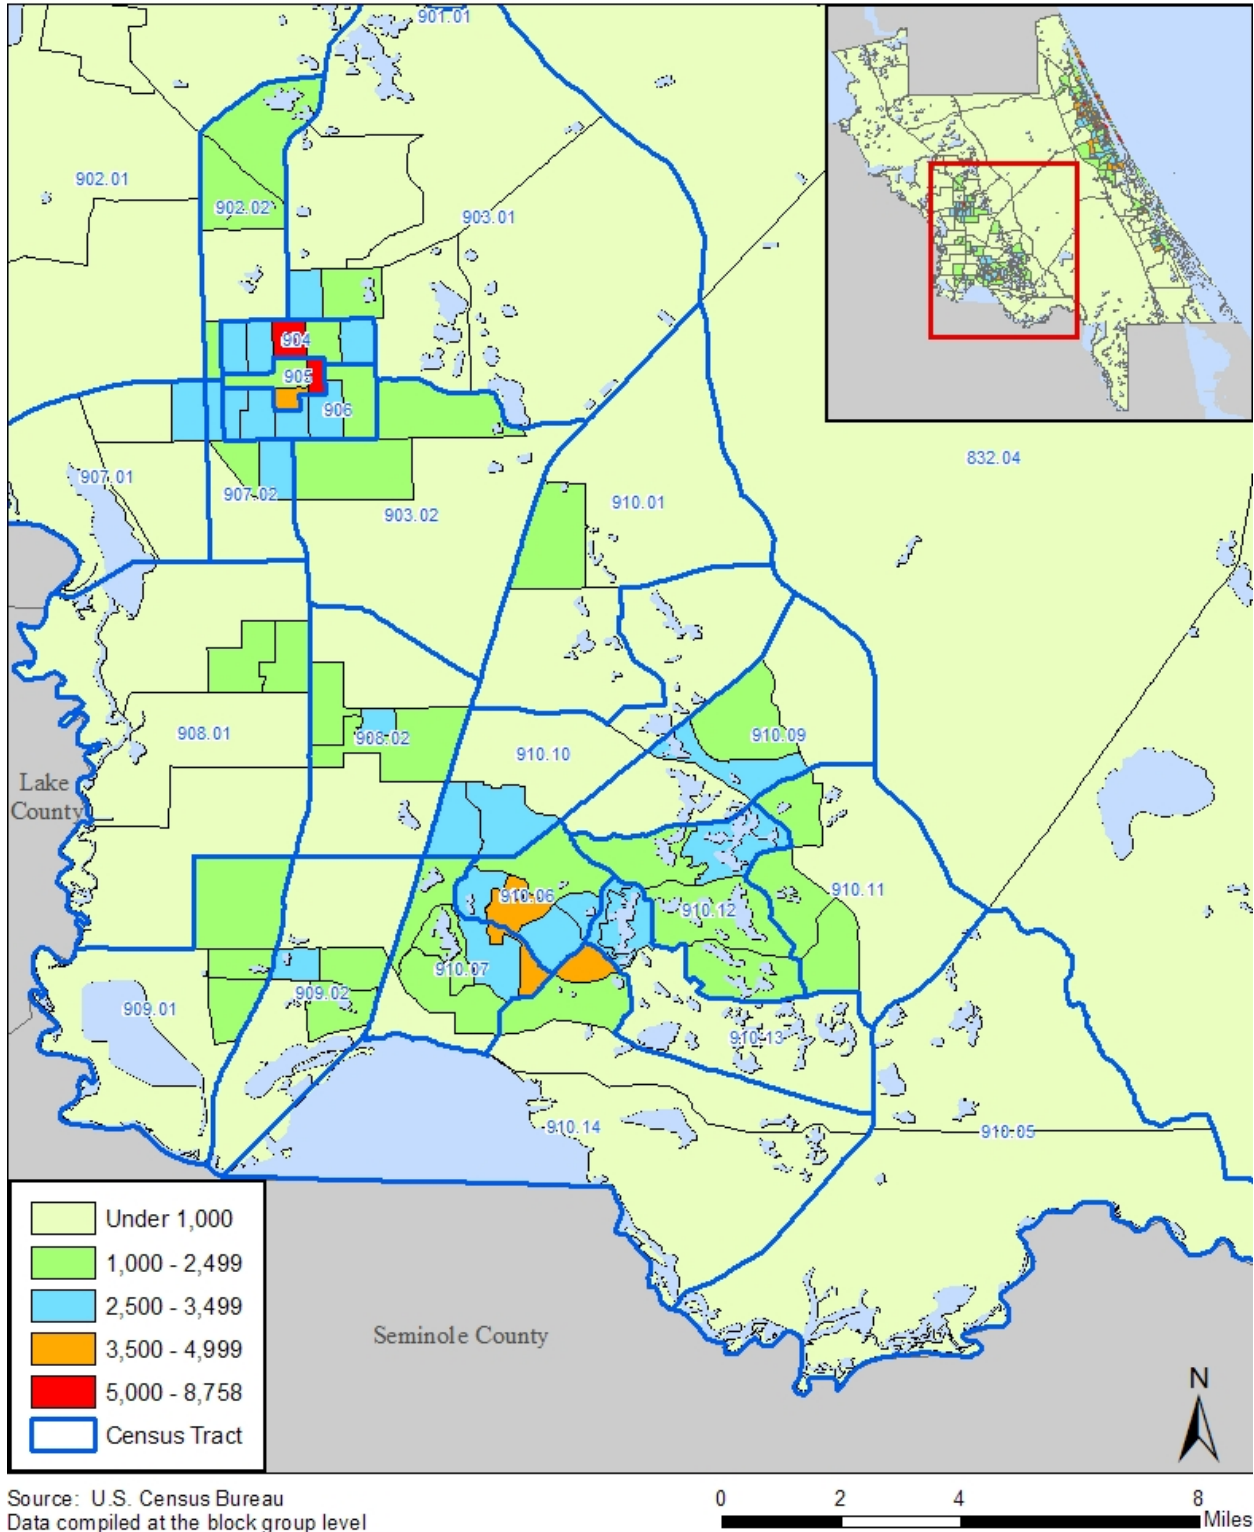 901.01
902.01
902.02
903.01
904
905
906
832.04
907.01
907.02
910.01
903.02
908.01
908.02
910.09
910.10
Lake
County
910.06
910.11
910.12
910.07
909.02
909.01
910.13
910.14
910.05
Under 1,000
1,000 - 2,499
2,500 - 3,499
3,500 - 4,999
5,000 - 8,758
Census Tract
Seminole County
N
Source: U.S. Census Bureau
Data compiled at the block group level
0 2 4 8
Miles